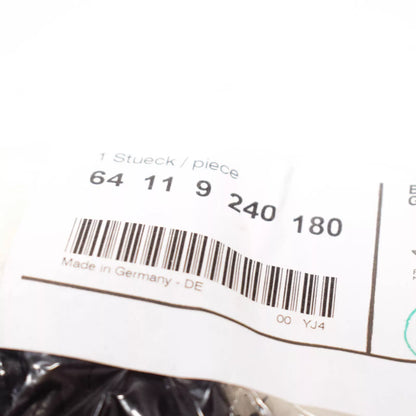 1 Stueck / piece
64 11 9 240 180
Made in Germany - DE
00 YJ4